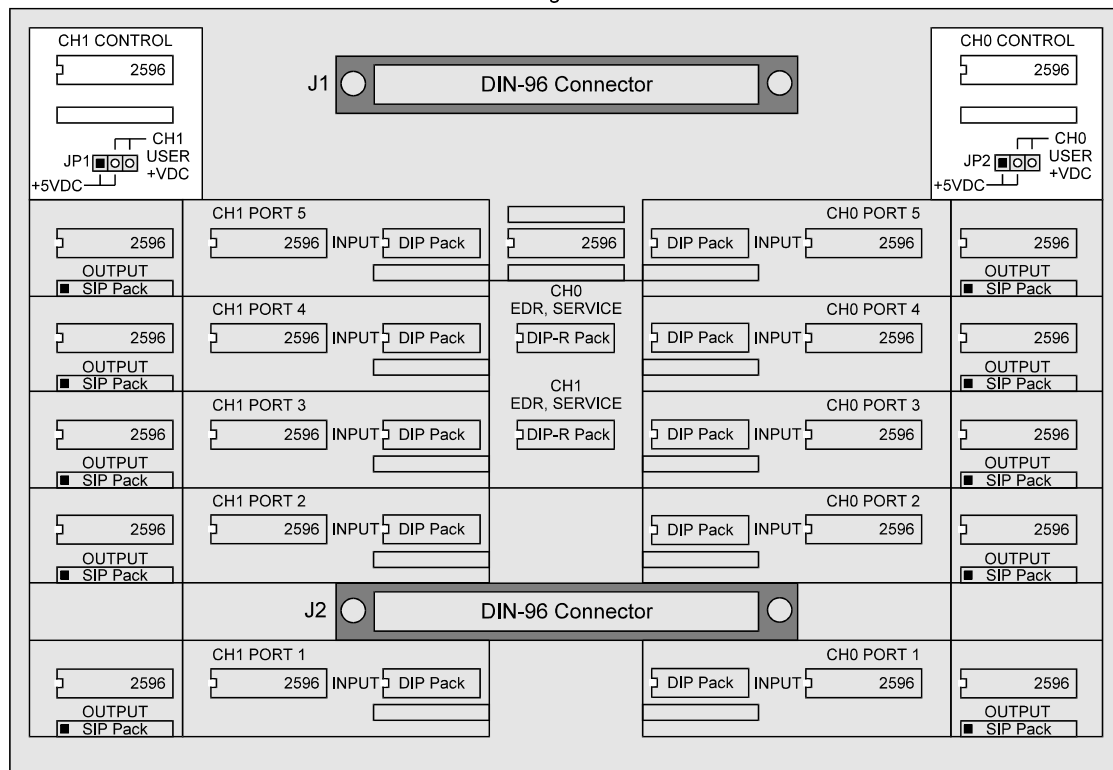 CH1 CONTROL
2596
JP1
CH1
USER
+VDC
+5VDC
J1
DIN-96 Connector
CH0 CONTROL
2596
JP2
CH0
USER
+VDC
+5VDC
2596
OUTPUT
SIP Pack
CH1 PORT 5
2596 INPUT DIP Pack
2596
CH0 PORT 5
DIP Pack INPUT 2596
2596
OUTPUT
SIP Pack
2596
OUTPUT
SIP Pack
CH1 PORT 4
2596 INPUT DIP Pack
CH0
EDR, SERVICE
DIP-R Pack
CH0 PORT 4
DIP Pack INPUT 2596
2596
OUTPUT
SIP Pack
2596
OUTPUT
SIP Pack
CH1 PORT 3
2596 INPUT DIP Pack
CH1
EDR, SERVICE
DIP-R Pack
CH0 PORT 3
DIP Pack INPUT 2596
2596
OUTPUT
SIP Pack
2596
OUTPUT
SIP Pack
CH1 PORT 2
2596 INPUT DIP Pack
CH0 PORT 2
DIP Pack INPUT 2596
2596
OUTPUT
SIP Pack
J2
DIN-96 Connector
2596
OUTPUT
SIP Pack
CH1 PORT 1
2596 INPUT DIP Pack
CH0 PORT 1
DIP Pack INPUT 2596
2596
OUTPUT
SIP Pack